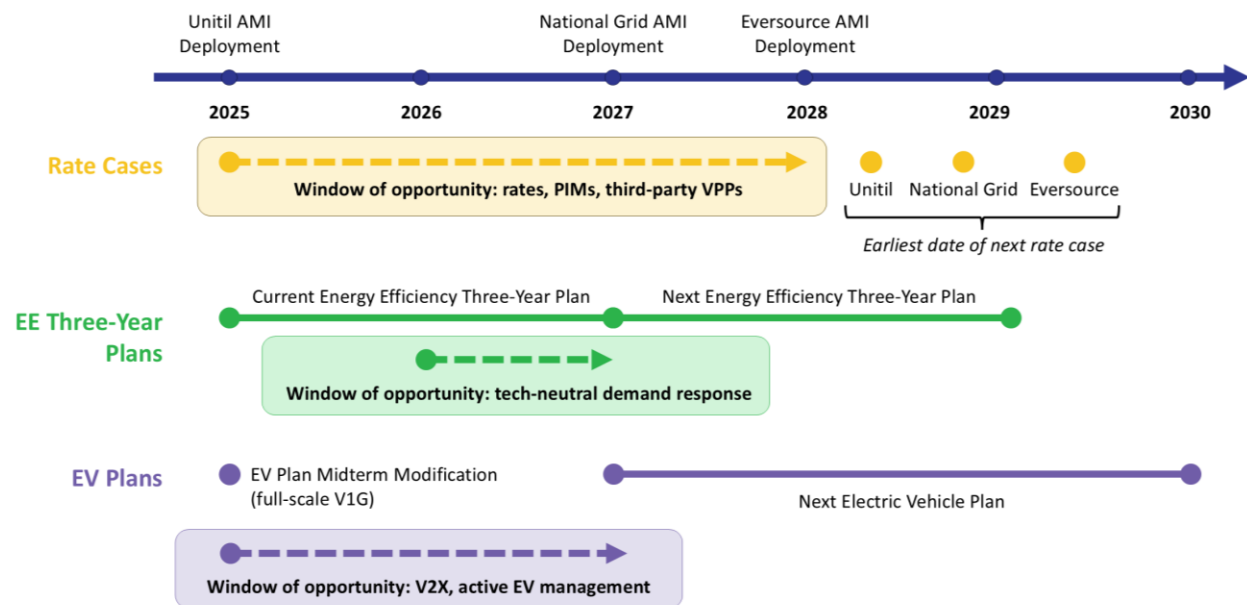 Unitil AMI
Deployment
National Grid AMI
Deployment
Eversource AMI
Deployment
2025
2026
2027
2028
2029
2030
Rate Cases
Window of opportunity: rates, PIMs, third-party VPPs
Unitil
National Grid
Eversource
Earliest date of next rate case
EE Three-Year
Plans
Current Energy Efficiency Three-Year Plan
Next Energy Efficiency Three-Year Plan
Window of opportunity: tech-neutral demand response
EV Plans
EV Plan Midterm Modification
(full-scale V1G)
Next Electric Vehicle Plan
Window of opportunity: V2X, active EV management